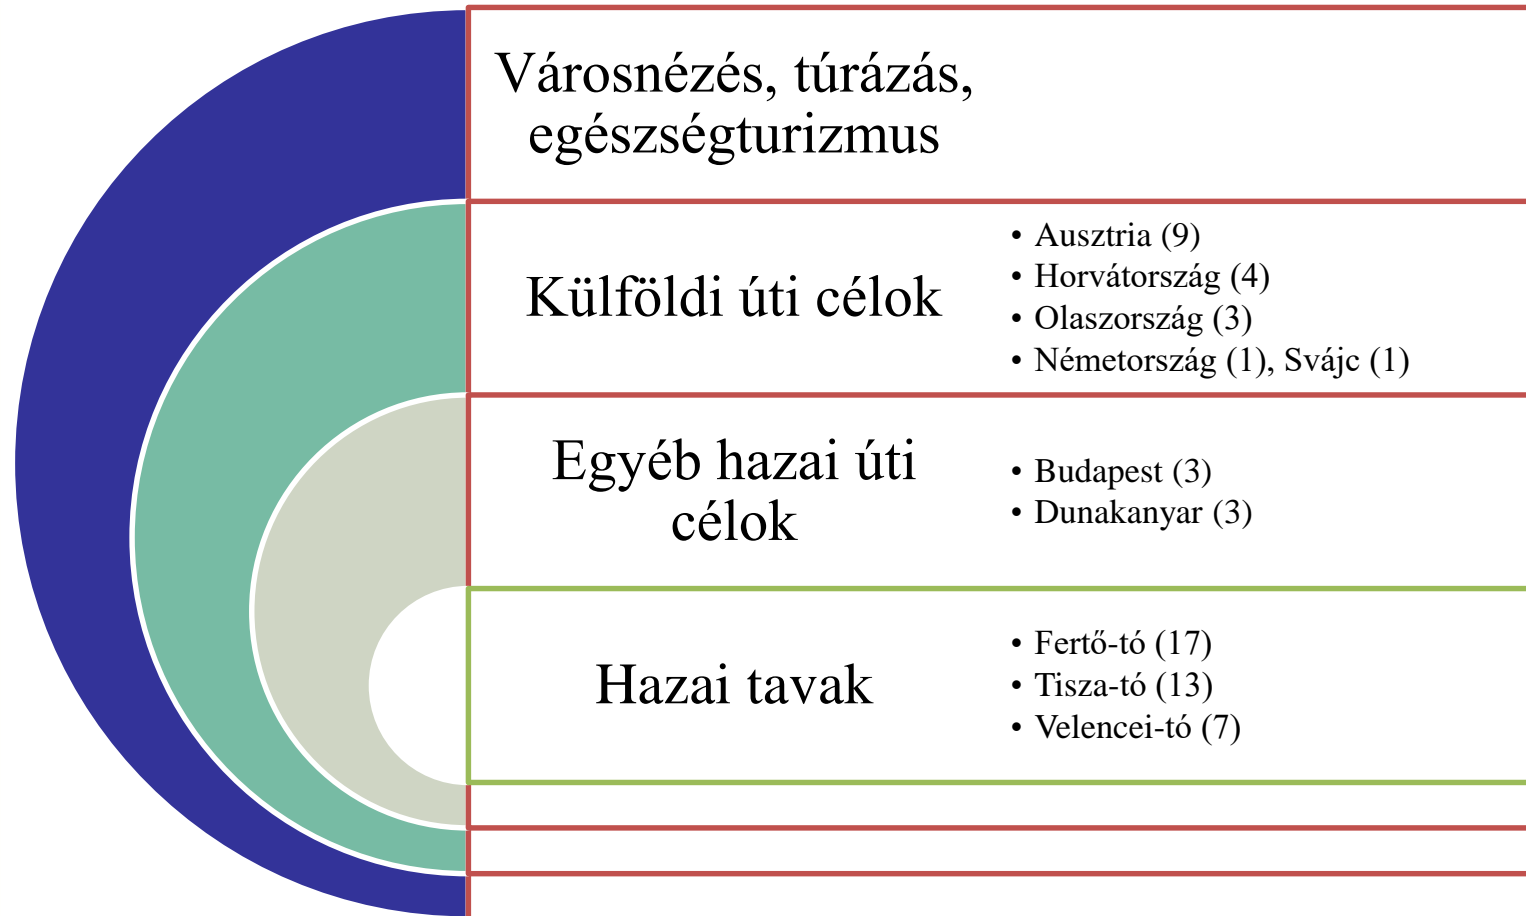 Városnézés, túrázás,
egészségturizmus
Külföldi úti célok
• Ausztria (9)
• Horvátország (4)
• Olaszország (3)
• Németország (1), Svájc (1)
Egyéb hazai úti
célok
• Budapest (3)
• Dunakanyar (3)
Hazai tavak
• Fertő-tó (17)
• Tisza-tó (13)
• Velencei-tó (7)